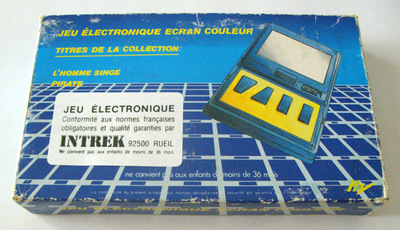 JEU ÉLECTRONIQUE ECRAN COULEUR
TITRES DE LA COLLECTION:
L'HOMME SINGE
PIRATE
JEU ÉLECTRONIQUE
Conformité aux normes françaises
obligatoires et qualité garanties par
INTREK 92500 RUEIL
Ne convient pas aux enfants de moins de 36 mois
ne convient pas aux enfants de moins de 36 mois